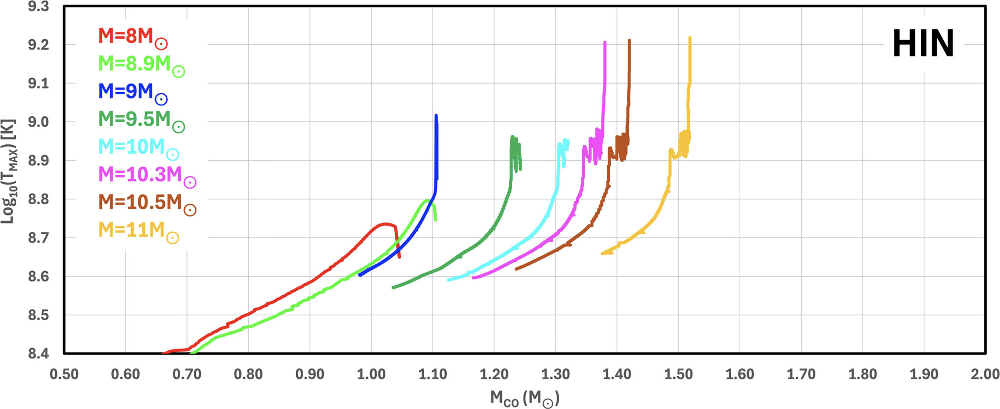 HIN
M=8M☉
M=8.9M☉
M=9M☉
M=9.5M☉
M=10M☉
M=10.3M☉
M=10.5M☉
M=11M☉
Log10(TMAX) [K]
9.3
9.2
9.1
9.0
8.9
8.8
8.7
8.6
8.5
8.4
0.50 0.60 0.70 0.80 0.90 1.00 1.10 1.20 1.30 1.40 1.50 1.60 1.70 1.80 1.90 2.00
MCO (M☉)